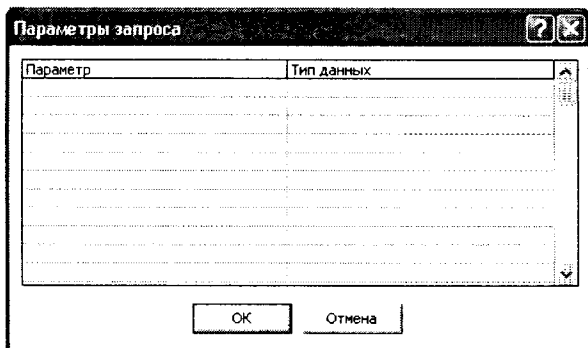 Параметры запроса
Параметр Тип данных
ОК Отмена